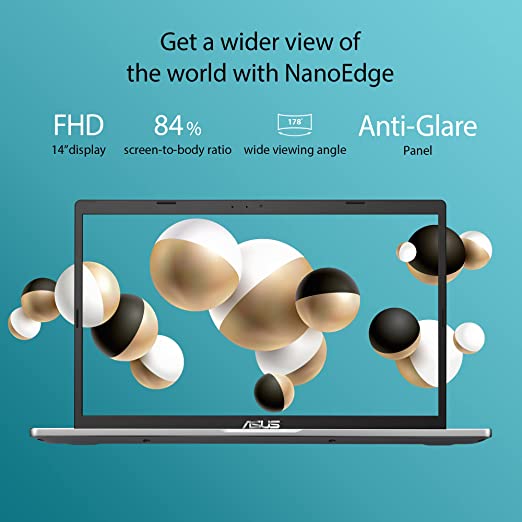 Get a wider view of
the world with NanoEdge
FHD
14”display
84%
screen-to-body ratio
178°
wide viewing angle
Anti-Glare
Panel
ASUS